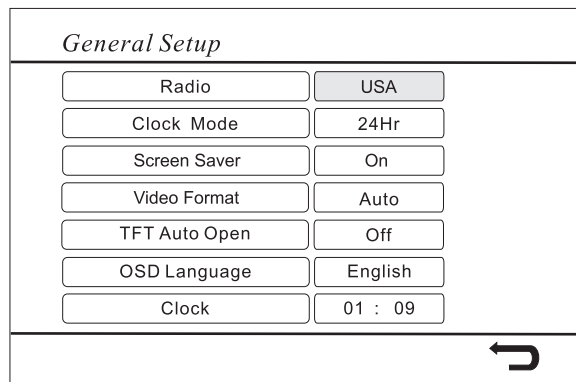 General Setup
Radio USA
Clock Mode 24Hr
Screen Saver On
Video Format Auto
TFT Auto Open Off
OSD Language English
Clock 01 : 09